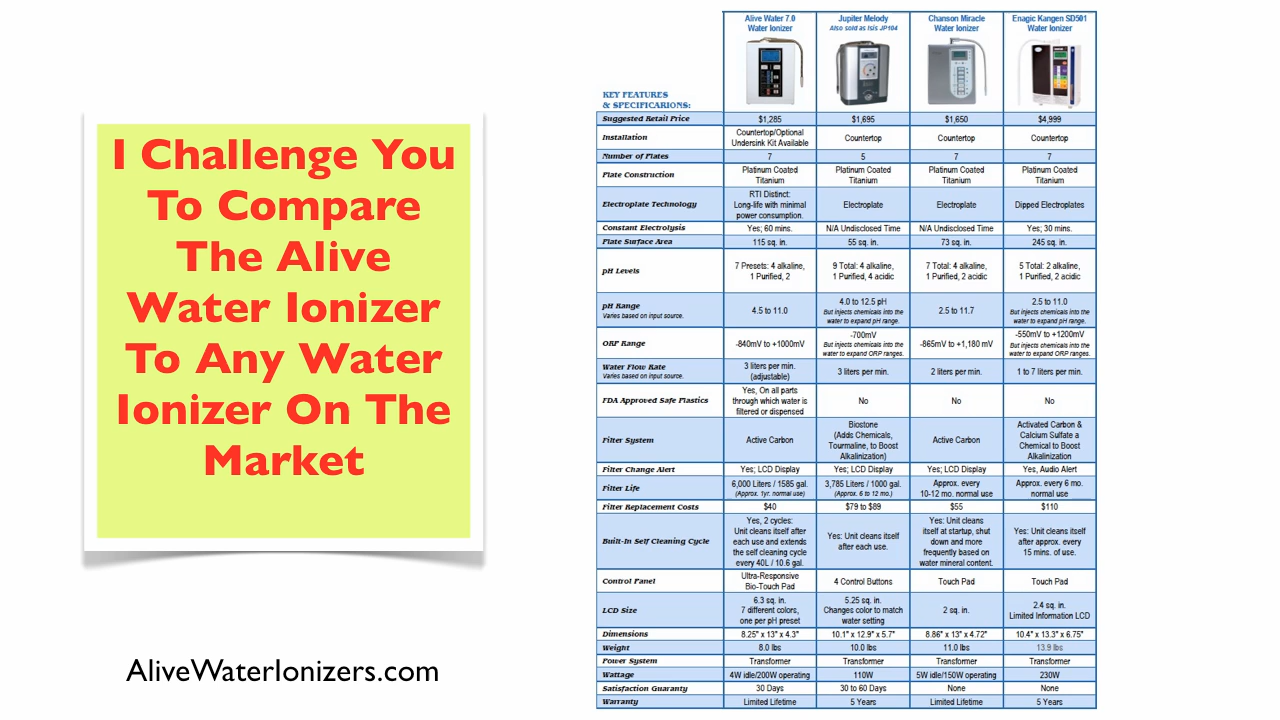 I Challenge You
To Compare
The Alive
Water Ionizer
To Any Water
Ionizer On The
Market
AliveWaterIonizers.com
Alive Water 7.0
Water Ionizer
Jupiter Melody
Also sold as Isis JP104
Chanson Miracle
Water Ionizer
Enagic Kangen SD501
Water Ionizer
KEY FEATURES
& SPECIFICARIONS:
Suggested Retail Price $1,285 $1,695 $1,650 $4,999
Installation
Countertop/Optional
Undersink Kit Available
Countertop Countertop Countertop
Number of Plates 7 5 7 7
Plate Construction
Platinum Coated
Titanium
Platinum Coated
Titanium
Platinum Coated
Titanium
Platinum Coated
Titanium
Electroplate Technology
RTI Distinct:
Long-life with minimal
power consumption.
Electroplate Electroplate Dipped Electroplates
Constant Electrolysis Yes; 60 mins. N/A Undisclosed Time N/A Undisclosed Time Yes; 30 mins.
Plate Surface Area 115 sq. in. 55 sq. in. 73 sq. in. 245 sq. in.
pH Levels
7 Presets: 4 alkaline,
1 Purified, 2
9 Total: 4 alkaline,
1 Purified, 4 acidic
7 Total: 4 alkaline,
1 Purified, 2 acidic
5 Total: 2 alkaline,
1 Purified, 2 acidic
pH Range
Varies based on input source.
4.5 to 11.0
4.0 to 12.5 pH
But injects chemicals into the
water to expand pH range.
2.5 to 11.7
2.5 to 11.0
But injects chemicals into the
water to expand pH range.
ORP Range
-840mV to +1000mV
-700mV
But injects chemicals into the
water to expand ORP ranges.
-865mV to +1,180 mV
-550mV to +1200mV
But injects chemicals into the
water to expand ORP ranges.
Water Flow Rate
Varies based on input source.
3 liters per min.
(adjustable)
3 liters per min. 2 liters per min. 1 to 7 liters per min.
FDA Approved Safe Plastics
Yes, On all parts
through which water is
filtered or dispensed
No No No
Filter System
Active Carbon
Biostone
(Adds Chemicals,
Tourmaline, to Boost
Alkalinization)
Active Carbon
Activated Carbon &
Calcium Sulfate a
Chemical to Boost
Alkalinization
Filter Change Alert Yes; LCD Display Yes; LCD Display Yes; LCD Display Yes, Audio Alert
Filter Life
6,000 Liters / 1585 gal.
(Approx. 1yr. normal use)
3,785 Liters / 1000 gal.
(Approx. 6 to 12 mo.)
Approx. every
10-12 mo. normal use
Approx. every 6 mo.
normal use
Filter Replacement Costs $40 $79 to $89 $55 $110
Built-In Self Cleaning Cycle
Yes, 2 cycles:
Unit cleans itself after
each use and extends
the self cleaning cycle
every 40L / 10.6 gal.
Yes: Unit cleans itself
after each use.
Yes: Unit cleans
itself at startup, shut
down and more
frequently based on
water mineral content.
Yes: Unit cleans itself
after approx. every
15 mins. of use.
Control Panel
Ultra-Responsive
Bio-Touch Pad
4 Control Buttons Touch Pad Touch Pad
LCD Size
6.3 sq. in.
7 different colors,
one per pH preset
5.25 sq. in.
Changes color to match
water setting
2 sq. in.
2.4 sq. in.
Limited Information LCD
Dimensions 8.25" x 13" x 4.3" 10.1" x 12.9" x 5.7" 8.86" x 13" x 4.72" 10.4" x 13.3" x 6.75"
Weight 8.0 lbs 10.0 lbs 11.0 lbs 13.9 lbs
Power System Transformer Transformer Transformer Transformer
Wattage 4W idle/200W operating 110W 5W idle/150W operating 230W
Satisfaction Guaranty 30 Days 30 to 60 Days None None
Warranty Limited Lifetime 5 Years Limited Lifetime 5 Years